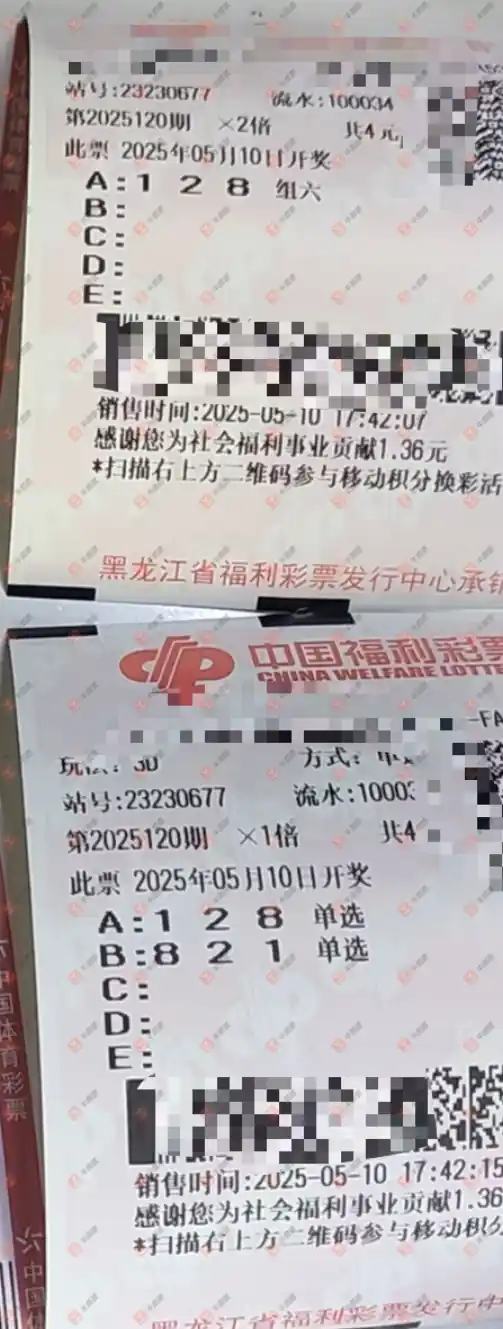 站号:23230677 流水:100034
第2025120期 ×2倍 共4元
此票 2025年05月10日开奖
A:1 2 8 组六
B:
C:
D:
E:
销售时间:2025-05-10 17:42:07
感谢您为社会福利事业贡献1.36元
*扫描右上方二维码参与移动积分换彩活
黑龙江省福利彩票发行中心承销
中国福利彩票
CHINA WELFARE LOTTE
-FA
方式:
站号:23230677 流水:1000
第2025120期 ×1倍 共4
此票 2025年05月10日开奖
A:1 2 8 单选
B:8 2 1 单选
C:
D:
E:
销售时间:2025-05-10 17:42:15
感谢您为社会福利事业贡献1.36
*扫描右上方二维码参与移动积分
黑龙江省福利彩票发行中
中国体育彩票
中国体